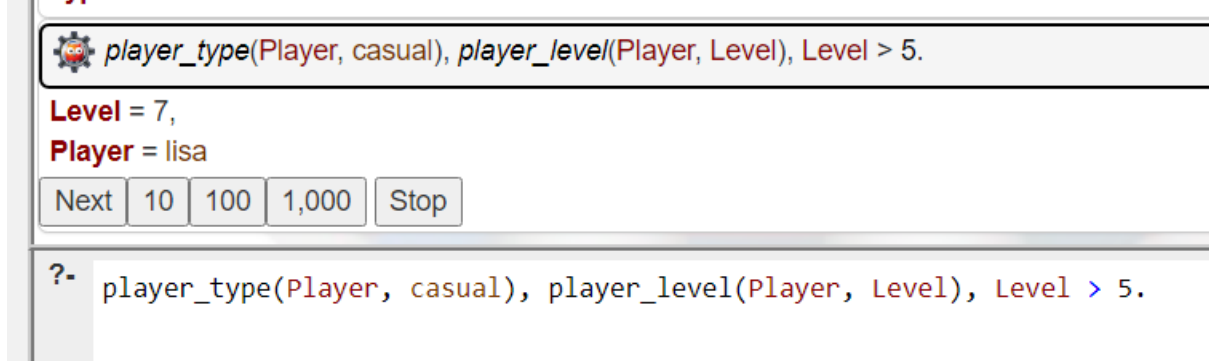 player_type(Player, casual), player_level(Player, Level), Level > 5.
Level = 7,
Player = lisa
Next 10 100 1,000 Stop
?- player_type(Player, casual), player_level(Player, Level), Level > 5.